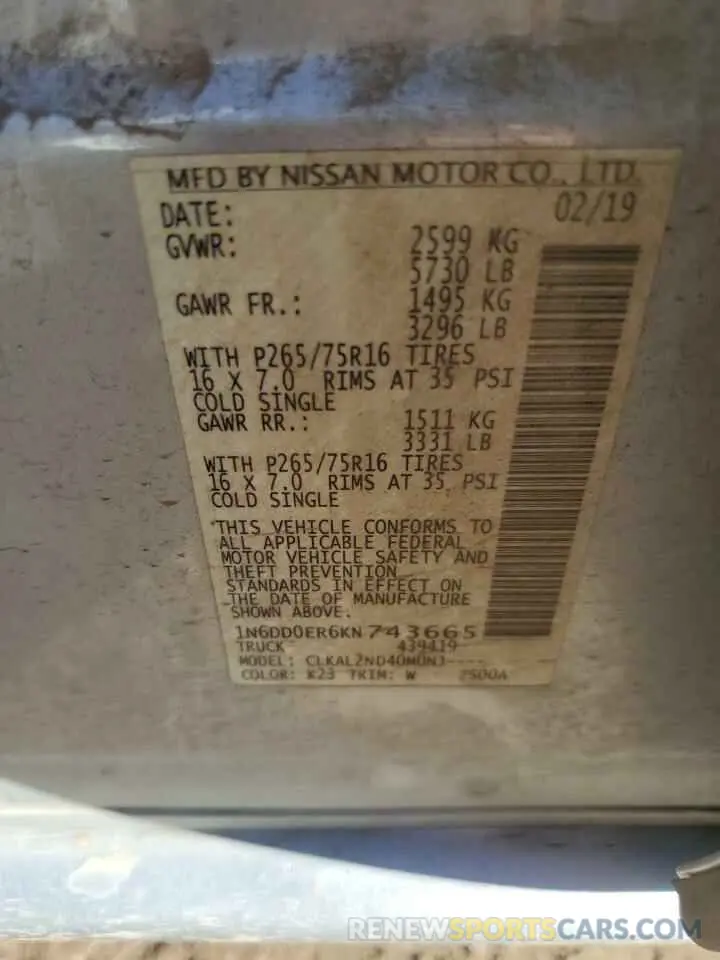 MFD BY NISSAN MOTOR CO., LTD.
DATE: 02/19
GVWR: 2599 KG
5730 LB
GAWR FR.: 1495 KG
3296 LB
WITH P265/75R16 TIRES
16 X 7.0 RIMS AT 35 PSI
COLD SINGLE
GAWR RR.: 1511 KG
3331 LB
WITH P265/75R16 TIRES
16 X 7.0 RIMS AT 35 PSI
COLD SINGLE
THIS VEHICLE CONFORMS TO
ALL APPLICABLE FEDERAL
MOTOR VEHICLE SAFETY AND
THEFT PREVENTION
STANDARDS IN EFFECT ON
THE DATE OF MANUFACTURE
SHOWN ABOVE.
1N6DD0ER6KN743665
TRUCK 439419
MODEL: CLKAL2ND40M0N1----
COLOR: K23 TRIM: W 2500A
RENEWSPORTSCARS.COM